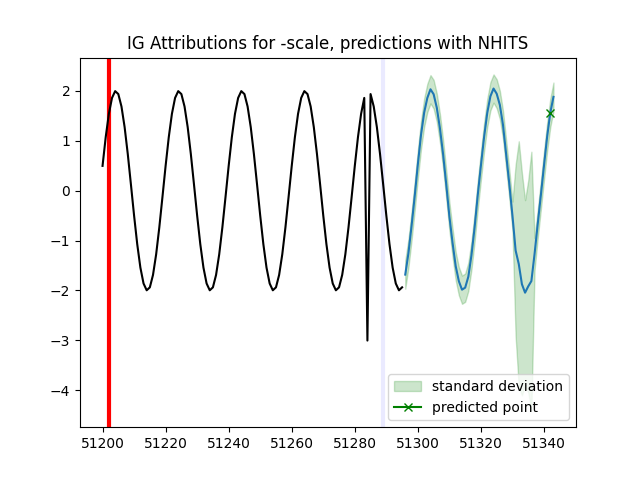 IG Attributions for -scale, predictions with NHITS
2
1
0
−1
−2
−3
−4
standard deviation
predicted point
51200 51220 51240 51260 51280 51300 51320 51340